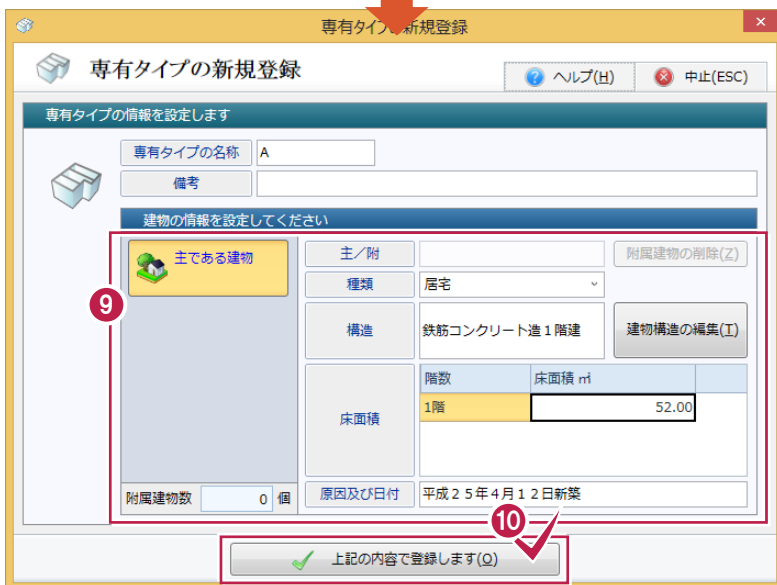 専有タイプの新規登録
×
専有タイプの新規登録
ヘルプ(H)
中止(ESC)
専有タイプの情報を設定します
専有タイプの名称 A
備考
建物の情報を設定してください
9
主である建物
主／附
附属建物の削除(Z)
種類 居宅
構造 鉄筋コンクリート造１階建
建物構造の編集(T)
床面積
階数 床面積 ㎡
1階 52.00
附属建物数 0 個
原因及び日付 平成２５年４月１２日新築
10
上記の内容で登録します(O)